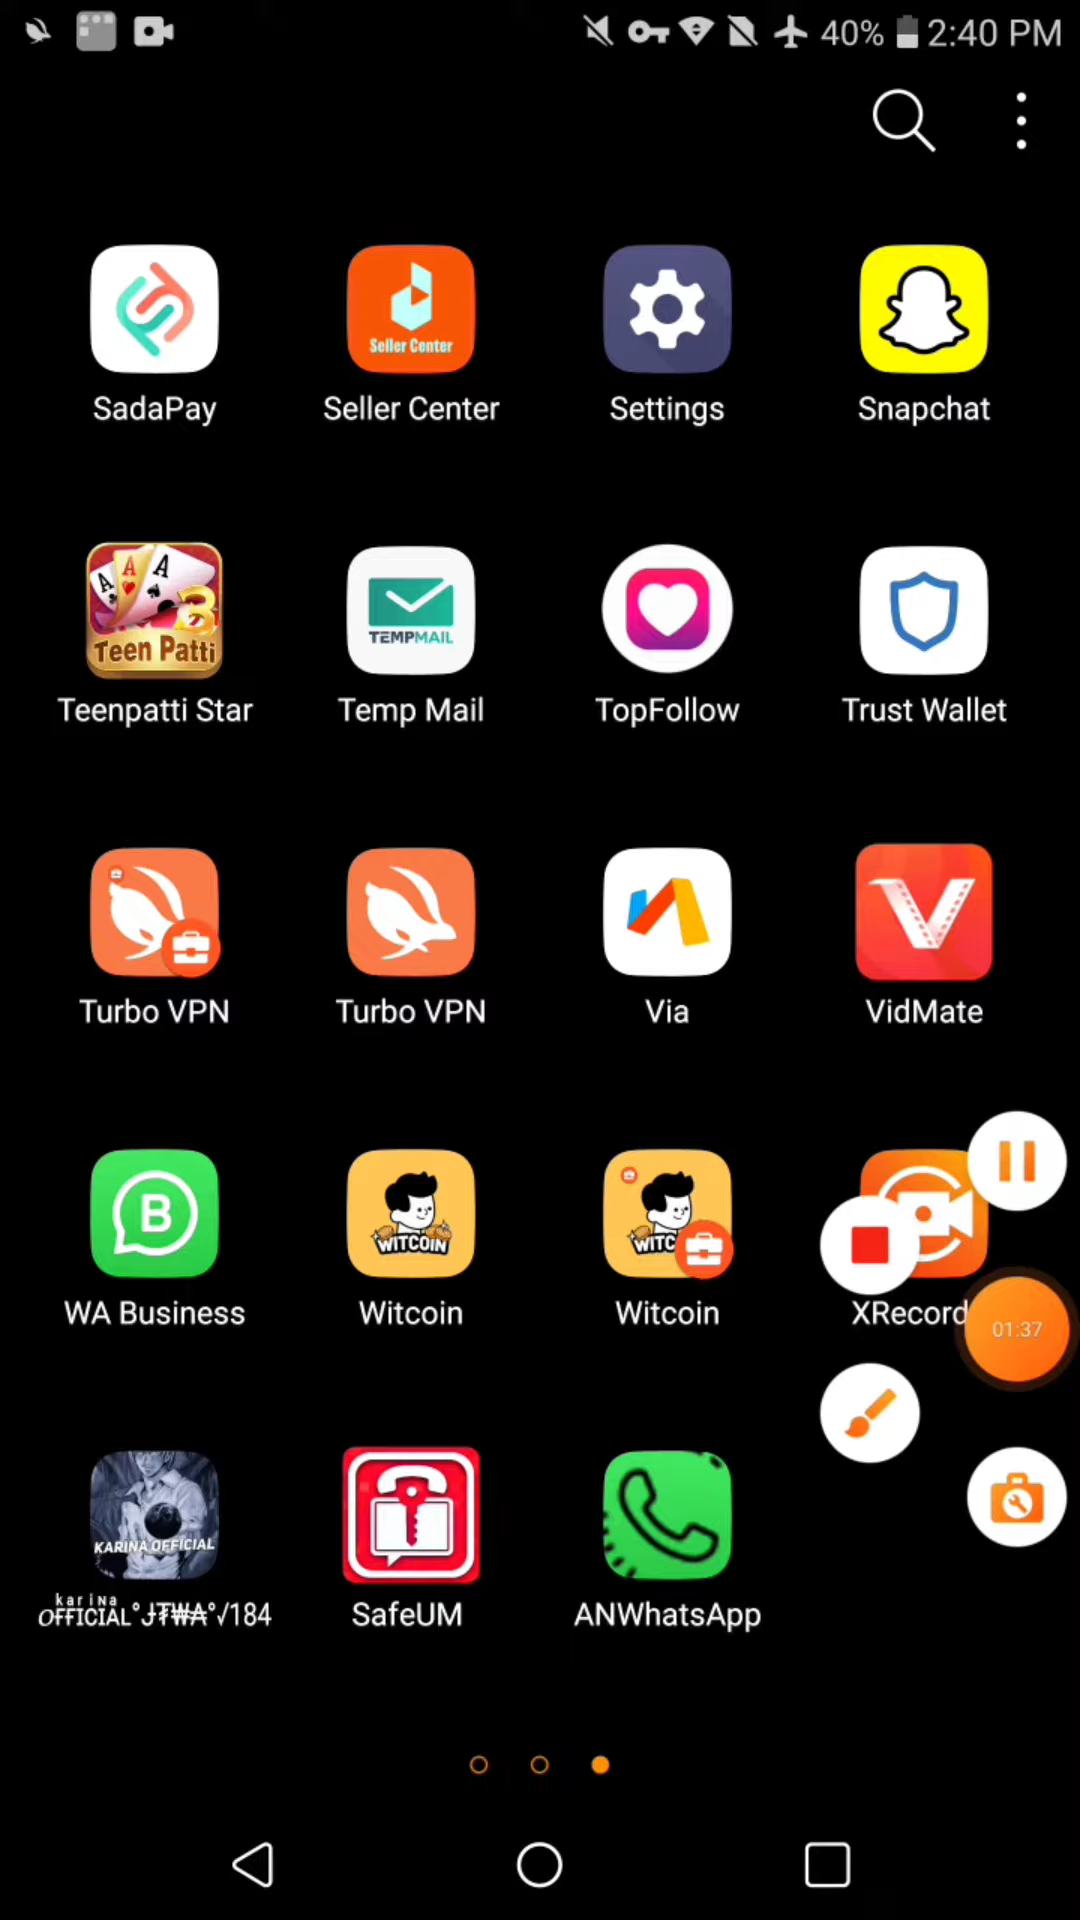 40% 2:40 PM
Seller Center
SadaPay Seller Center Settings Snapchat
A A A
Teen Patti
TEMPMAIL
Teenpatti Star Temp Mail TopFollow Trust Wallet
Turbo VPN Turbo VPN Via VidMate
B
WITCOIN
WITC
WA Business Witcoin Witcoin XRecord
01:37
KARINA OFFICIAL
karina
OFFICIAL°J₮₩₳°√184 SafeUM ANWhatsApp